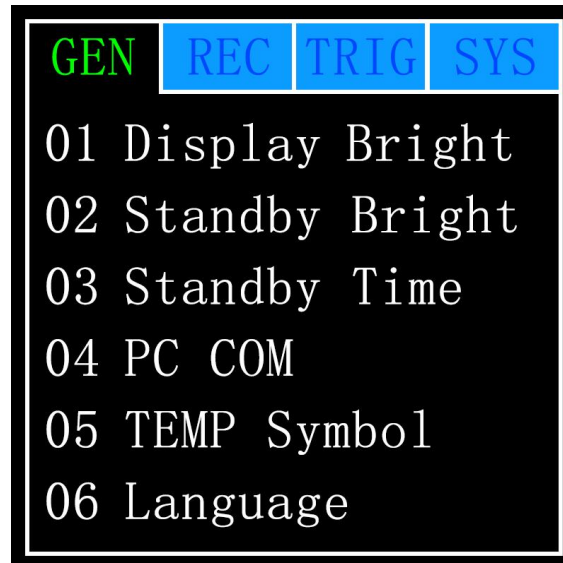 GEN REC TRIG SYS
01 Display Bright
02 Standby Bright
03 Standby Time
04 PC COM
05 TEMP Symbol
06 Language